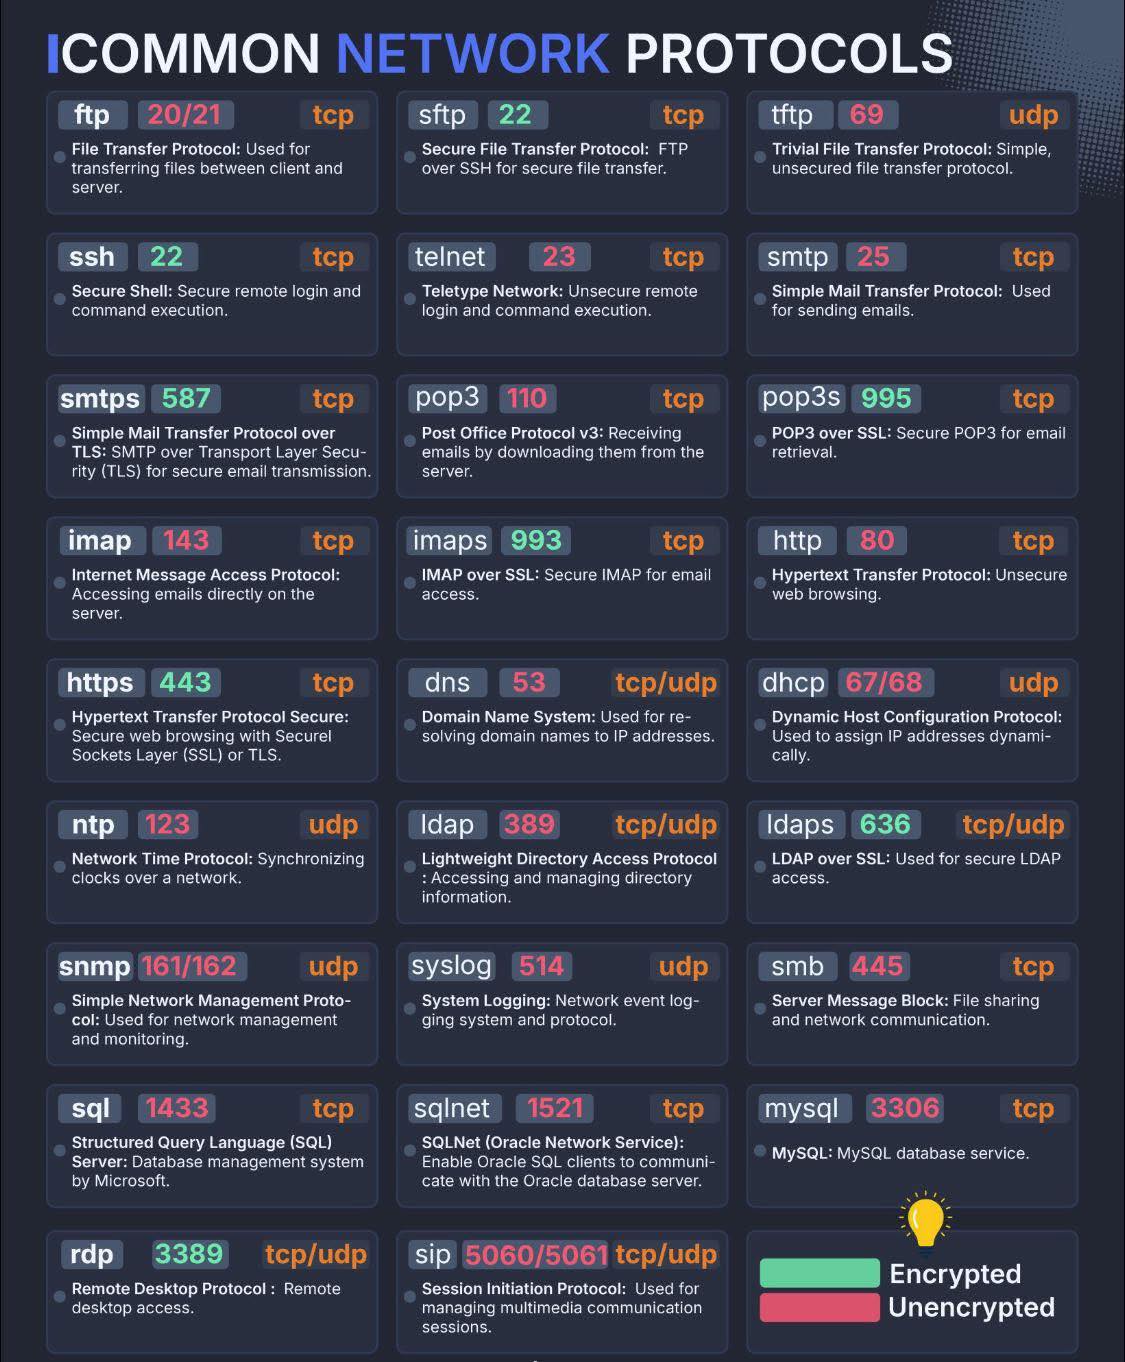 ICOMMON NETWORK PROTOCOLS
ftp 20/21 tcp
File Transfer Protocol: Used for
transferring files between client and
server.
sftp 22 tcp
Secure File Transfer Protocol: FTP
over SSH for secure file transfer.
tftp 69 udp
Trivial File Transfer Protocol: Simple,
unsecured file transfer protocol.
ssh 22 tcp
Secure Shell: Secure remote login and
command execution.
telnet 23 tcp
Teletype Network: Unsecure remote
login and command execution.
smtp 25 tcp
Simple Mail Transfer Protocol: Used
for sending emails.
smtps 587 tcp
Simple Mail Transfer Protocol over
TLS: SMTP over Transport Layer Secu-
rity (TLS) for secure email transmission.
pop3 110 tcp
Post Office Protocol v3: Receiving
emails by downloading them from the
server.
pop3s 995 tcp
POP3 over SSL: Secure POP3 for email
retrieval.
imap 143 tcp
Internet Message Access Protocol:
Accessing emails directly on the
server.
imaps 993 tcp
IMAP over SSL: Secure IMAP for email
access.
http 80 tcp
Hypertext Transfer Protocol: Unsecure
web browsing.
https 443 tcp
Hypertext Transfer Protocol Secure:
Secure web browsing with Securel
Sockets Layer (SSL) or TLS.
dns 53 tcp/udp
Domain Name System: Used for re-
solving domain names to IP addresses.
dhcp 67/68 udp
Dynamic Host Configuration Protocol:
Used to assign IP addresses dynami-
cally.
ntp 123 udp
Network Time Protocol: Synchronizing
clocks over a network.
ldap 389 tcp/udp
Lightweight Directory Access Protocol
: Accessing and managing directory
information.
ldaps 636 tcp/udp
LDAP over SSL: Used for secure LDAP
access.
snmp 161/162 udp
Simple Network Management Proto-
col: Used for network management
and monitoring.
syslog 514 udp
System Logging: Network event log-
ging system and protocol.
smb 445 tcp
Server Message Block: File sharing
and network communication.
sql 1433 tcp
Structured Query Language (SQL)
Server: Database management system
by Microsoft.
sqlnet 1521 tcp
SQLNet (Oracle Network Service):
Enable Oracle SQL clients to communi-
cate with the Oracle database server.
mysql 3306 tcp
MySQL: MySQL database service.
rdp 3389 tcp/udp
Remote Desktop Protocol : Remote
desktop access.
sip 5060/5061 tcp/udp
Session Initiation Protocol: Used for
managing multimedia communication
sessions.
Encrypted
Unencrypted